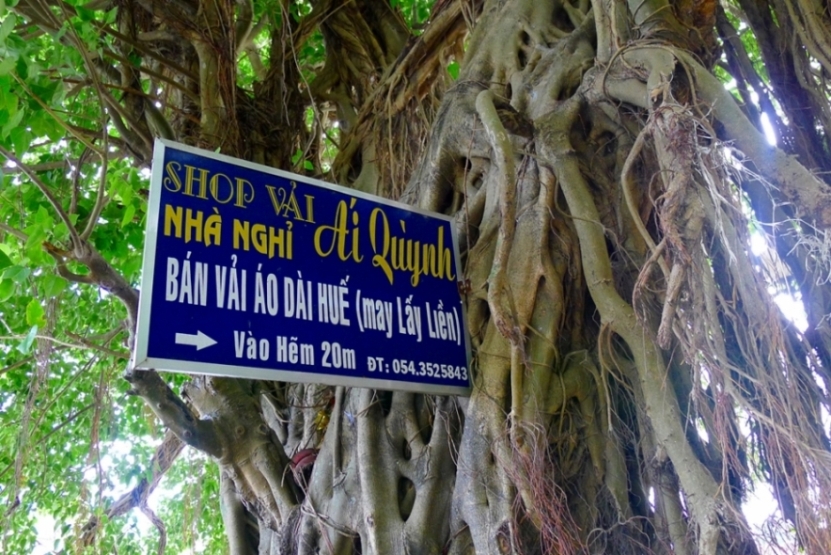 SHOP VẢI
NHÀ NGHỈ Ái Quỳnh
BÁN VẢI ÁO DÀI HUẾ (may Lấy Liền)
Vào Hẽm 20m ĐT: 054.3525843